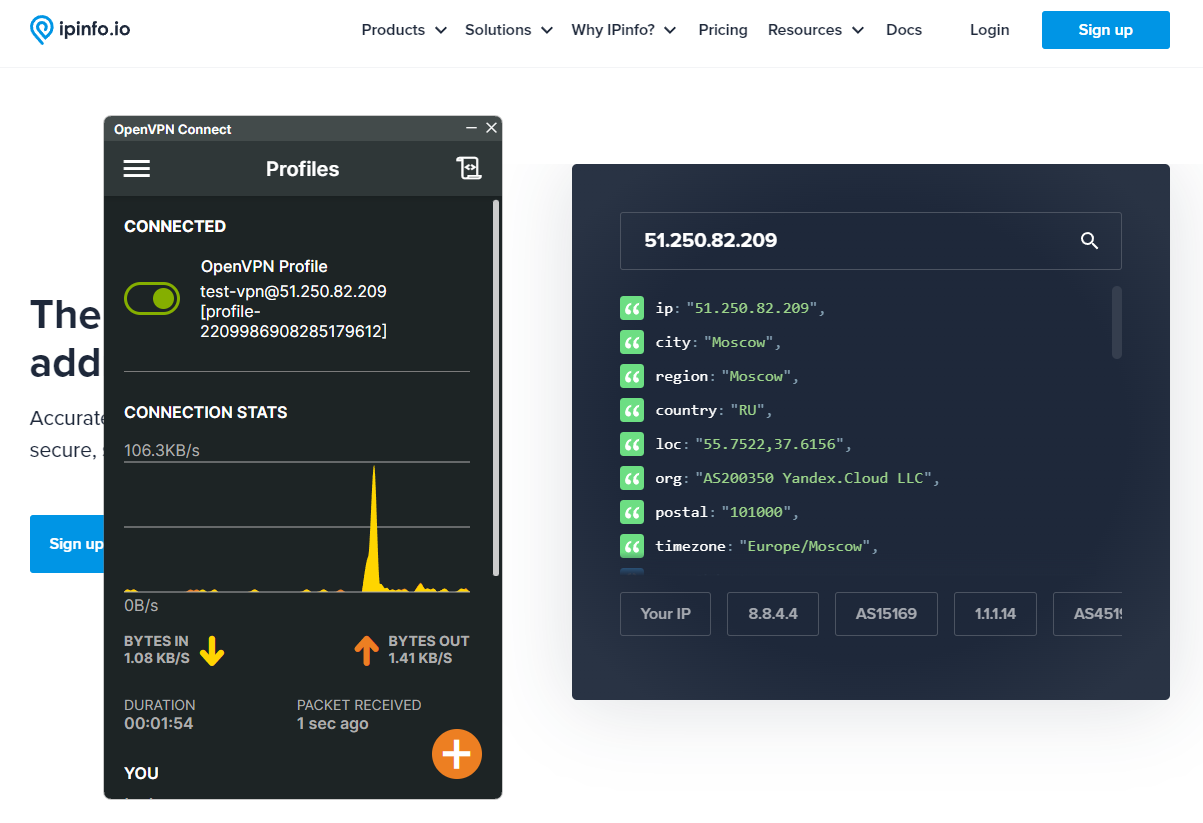 ipinfo.io
Products Solutions Why IPinfo? Pricing Resources Docs Login Sign up
The
add
Accurate
secure,
Sign up
OpenVPN Connect
Profiles
CONNECTED
OpenVPN Profile
test-vpn@51.250.82.209
[profile-
2209986908285179612]
CONNECTION STATS
106.3KB/s
0B/s
BYTES IN
1.08 KB/S
BYTES OUT
1.41 KB/S
DURATION
00:01:54
PACKET RECEIVED
1 sec ago
YOU
51.250.82.209
ip: "51.250.82.209",
city: "Moscow",
region: "Moscow",
country: "RU",
loc: "55.7522,37.6156",
org: "AS200350 Yandex.Cloud LLC",
postal: "101000",
timezone: "Europe/Moscow",
Your IP 8.8.4.4 AS15169 1.1.1.14 AS4519